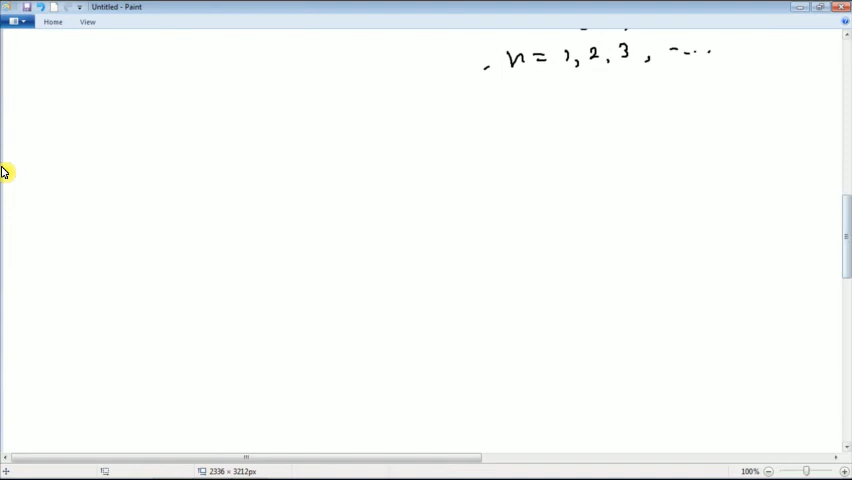 Untitled - Paint
Home View
n = 1, 2, 3, ....
2336 × 3212px
100%